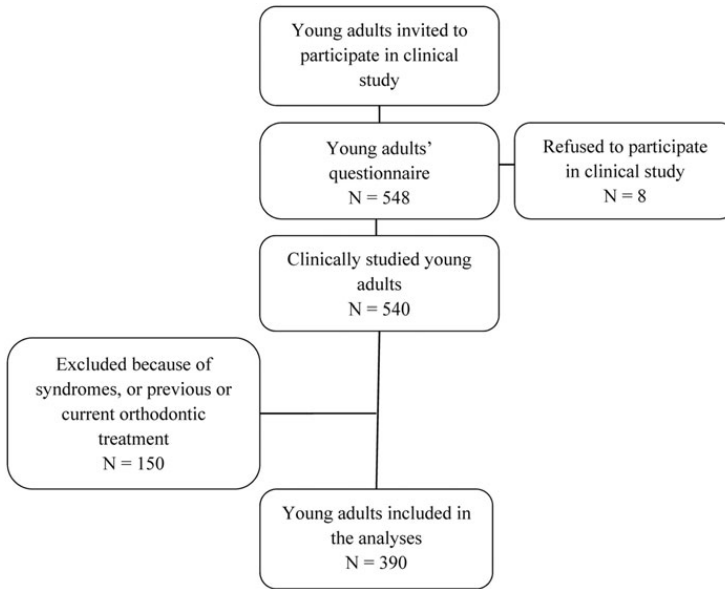 Young adults invited to
participate in clinical
study
Young adults’
questionnaire
N = 548
Refused to participate
in clinical study
N = 8
Clinically studied young
adults
N = 540
Excluded because of
syndromes, or previous or
current orthodontic
treatment
N = 150
Young adults included in
the analyses
N = 390